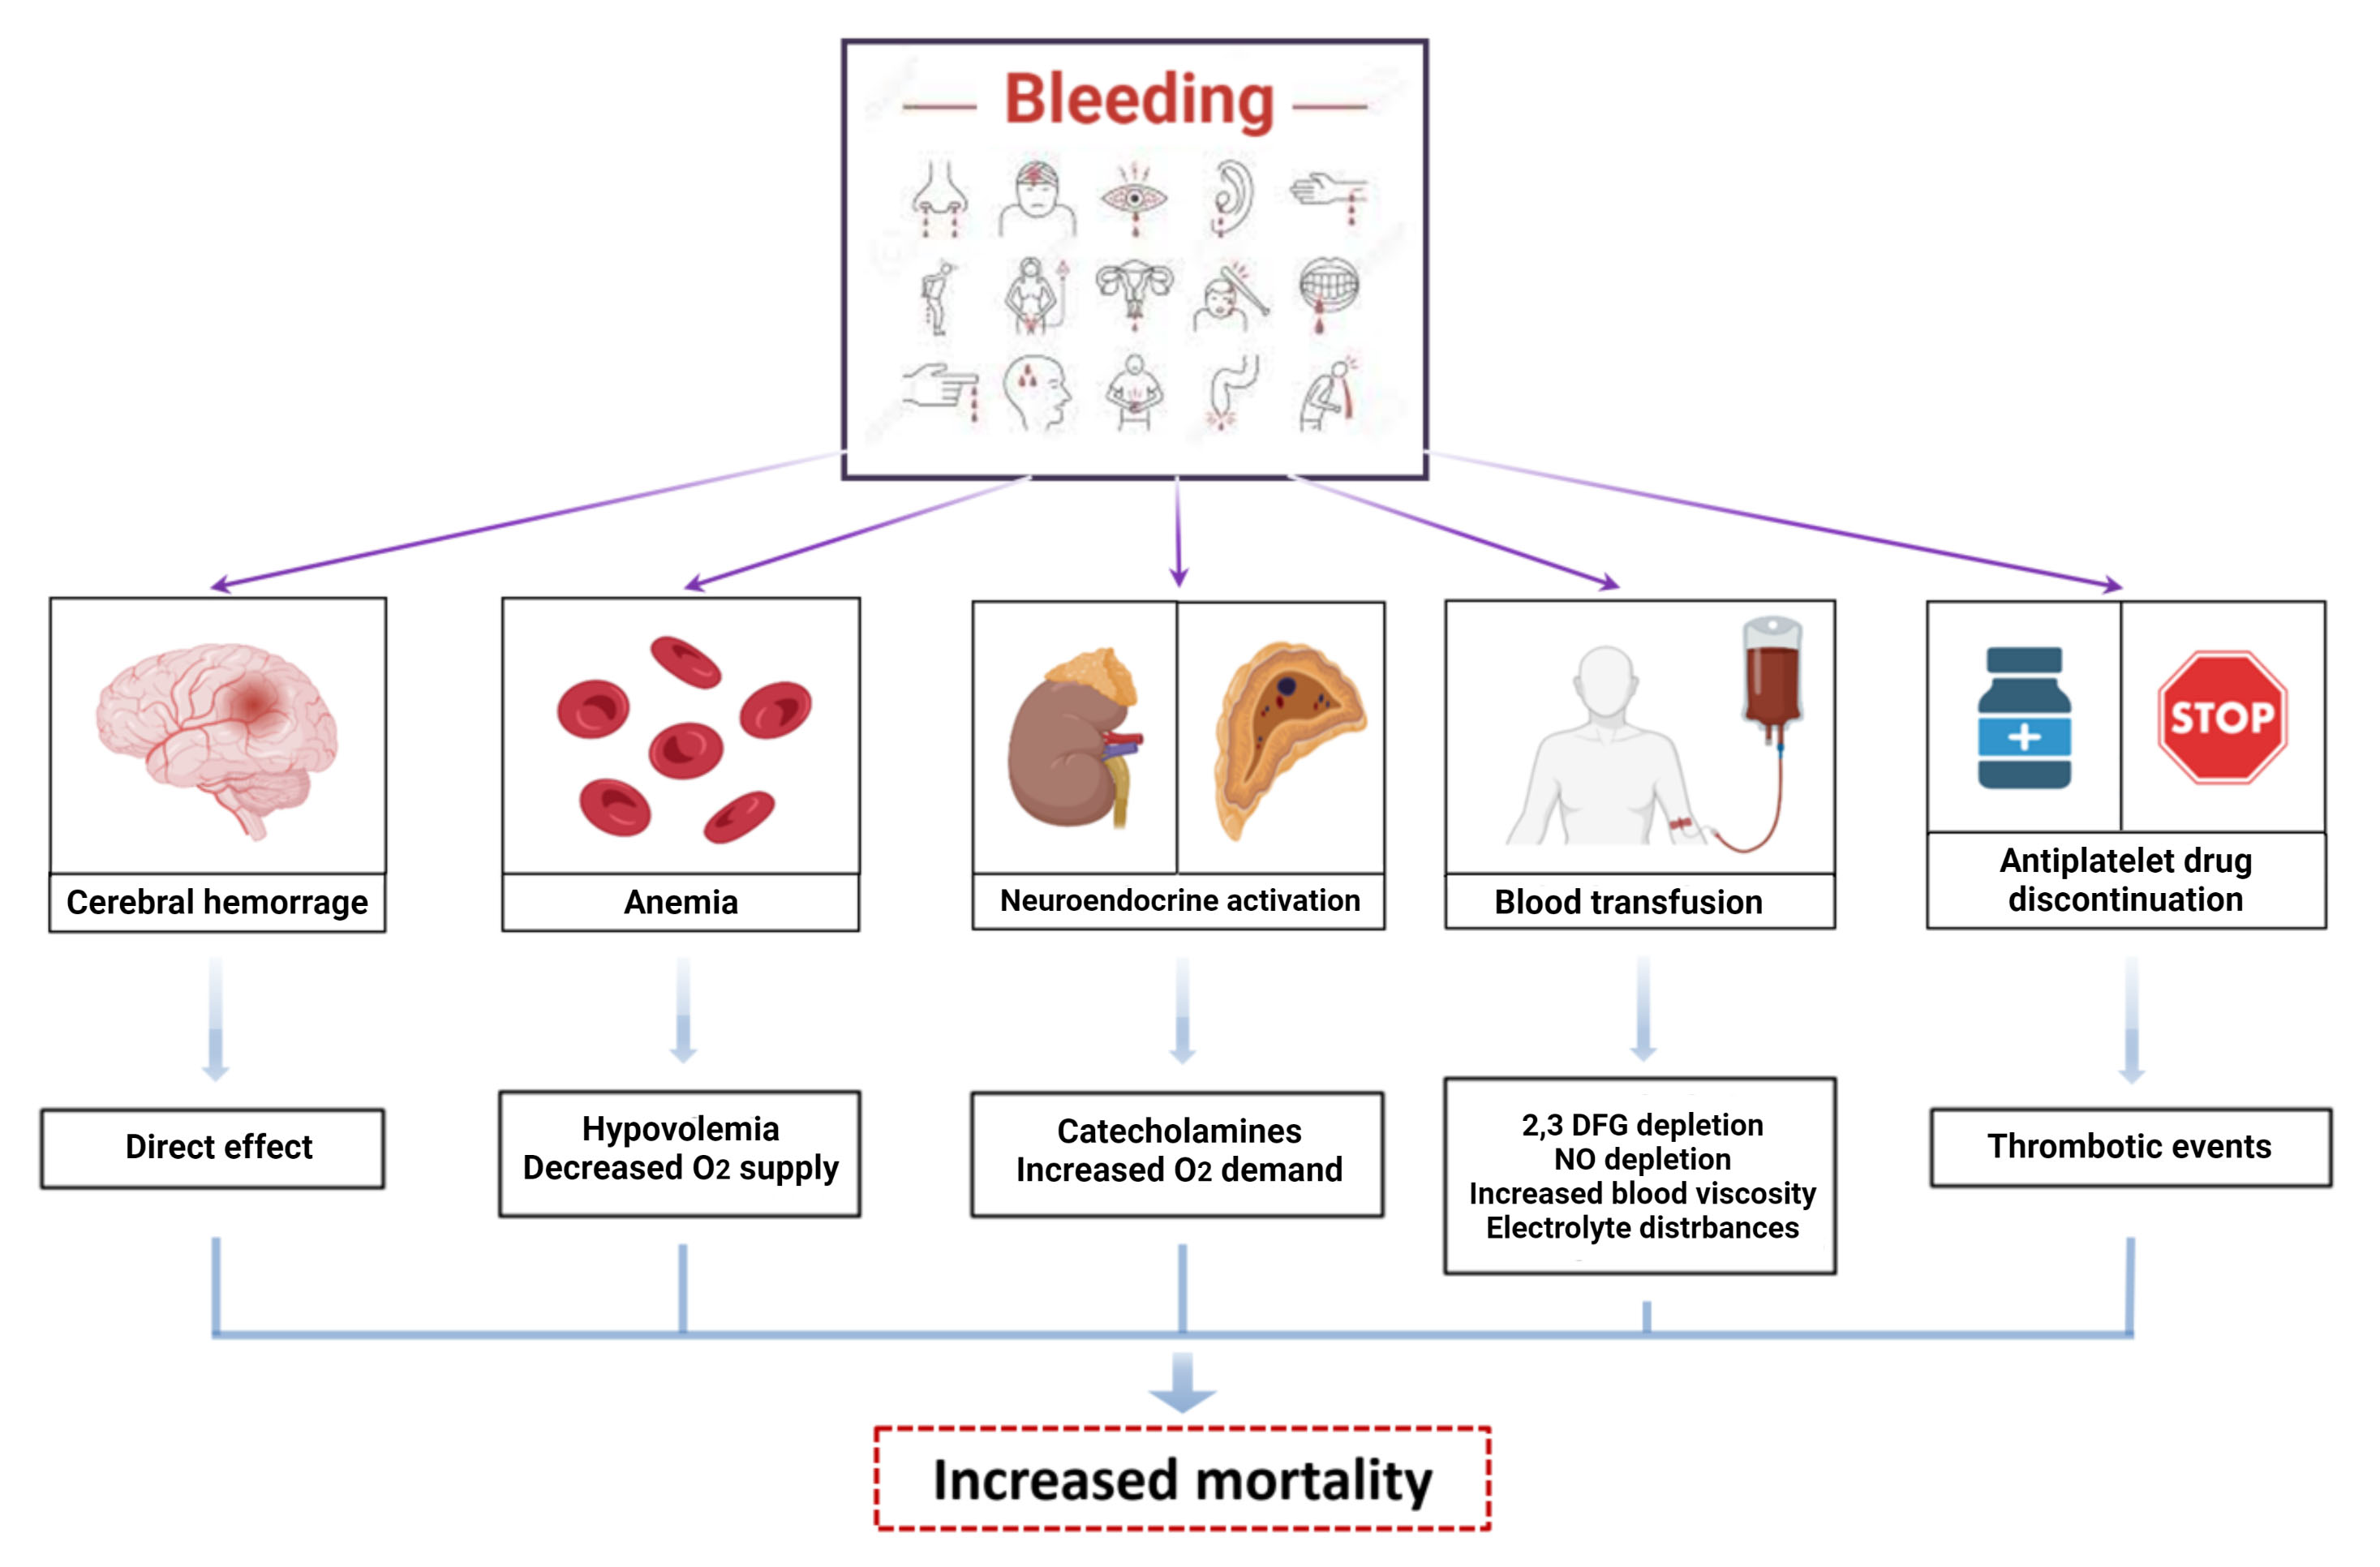 Bleeding
STOP
Cerebral hemorrage
Anemia
Neuroendocrine activation
Blood transfusion
Antiplatelet drug
discontinuation
Direct effect
Hypovolemia
Decreased O2 supply
Catecholamines
Increased O2 demand
2,3 DFG depletion
NO depletion
Increased blood viscosity
Electrolyte distrbances
Thrombotic events
Increased mortality